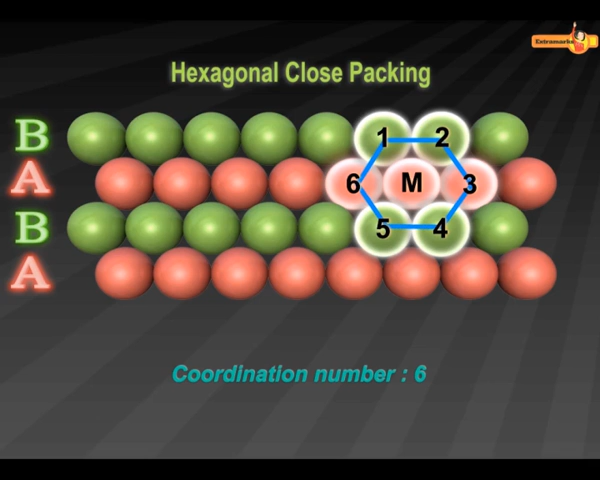 Extramarks
Hexagonal Close Packing
B 1 2
A 6 M 3
B 5 4
A
Coordination number : 6